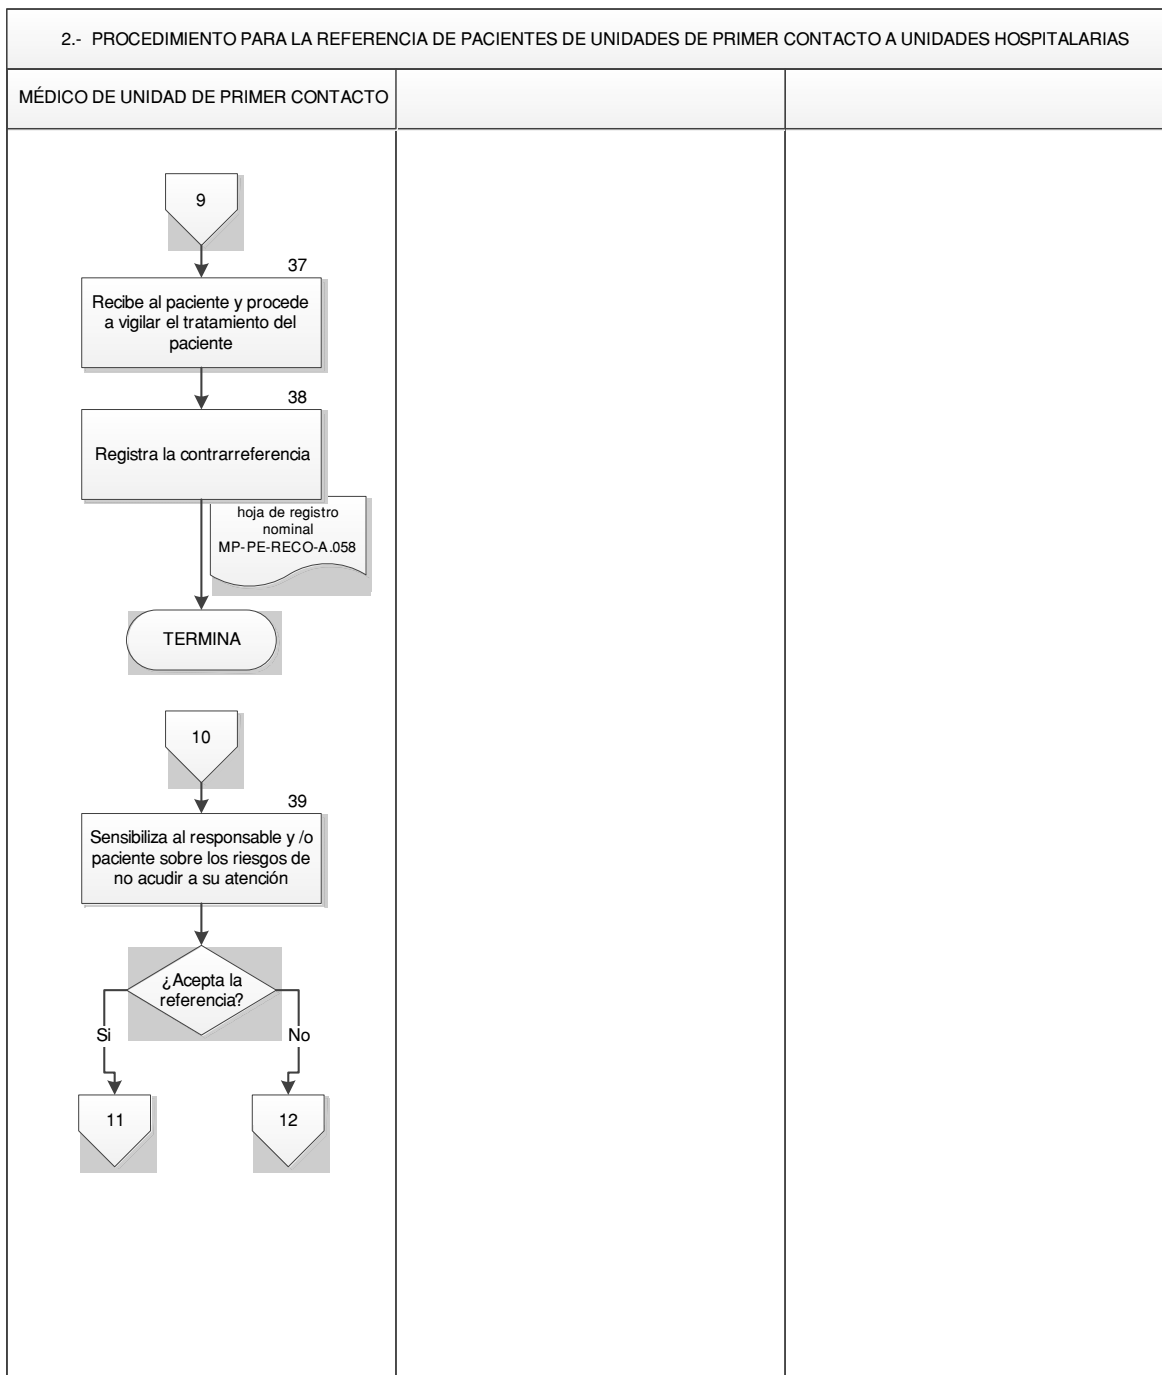 2.- PROCEDIMIENTO PARA LA REFERENCIA DE PACIENTES DE UNIDADES DE PRIMER CONTACTO A UNIDADES HOSPITALARIAS
MÉDICO DE UNIDAD DE PRIMER CONTACTO
9
37
Recibe al paciente y procede
a vigilar el tratamiento del
paciente
38
Registra la contrarreferencia
hoja de registro
nominal
MP-PE-RECO-A.058
TERMINA
10
39
Sensibiliza al responsable y /o
paciente sobre los riesgos de
no acudir a su atención
¿Acepta la
referencia?
Si
No
11
12